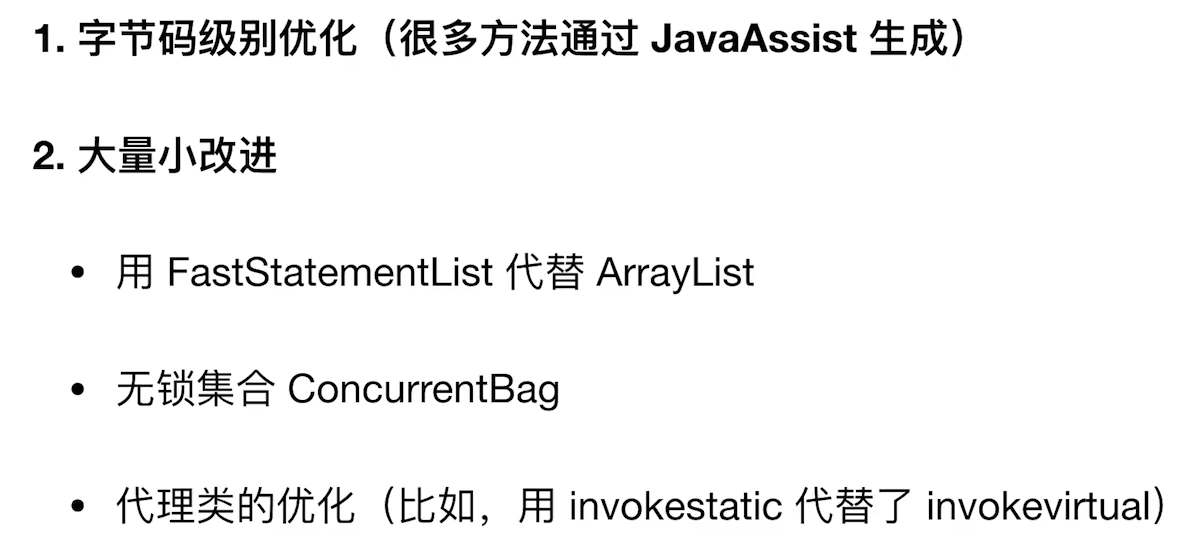 1. 字节码级别优化（很多方法通过 JavaAssist 生成）
2. 大量小改进
• 用 FastStatementList 代替 ArrayList
• 无锁集合 ConcurrentBag
• 代理类的优化（比如，用 invokestatic 代替了 invokevirtual）